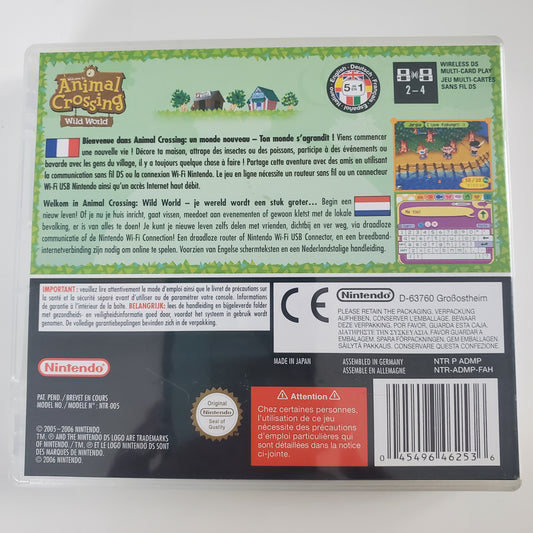 Welcome to
Animal
Crossing
Wild World
English • Deutsch • Français
5 in 1
Español • Italiano
WIRELESS DS
MULTI-CARD PLAY
JEU MULTI-CARTES
SANS FIL DS
2 – 4
Bienvenue dans Animal Crossing: un monde nouveau – Ton monde s'agrandit ! Viens commencer
une nouvelle vie ! Décore ta maison, attrape des insectes ou des poissons, participe à des événements ou
bavarde avec les gens du village, il y a toujours quelque chose à faire ! Partage cette aventure avec des amis en utilisant
la communication sans fil DS ou la connexion Wi-Fi Nintendo. Le jeu en ligne nécessite un routeur sans fil ou un connecteur
Wi-Fi USB Nintendo ainsi qu'un accès Internet haut débit.
Welkom in Animal Crossing: Wild World – je wereld wordt een stuk groter... Begin een
nieuw leven! Of je nu je huis inricht, gaat vissen, meedoet aan evenementen of gewoon kletst met de lokale
bevolking, er is van alles te doen! Je kunt je nieuwe leven zelfs delen met vrienden, dichtbij en ver weg, via draadloze
communicatie of de Nintendo Wi-Fi Connection! Een draadloze router of Nintendo Wi-Fi USB Connector, en een breedband-
internetverbinding zijn nodig om online te spelen. Voorzien van Engelse schermteksten en een Nederlandstalige handleiding.
IMPORTANT : veuillez lire attentivement le mode d'emploi ainsi que le livret de précautions sur
la santé et la sécurité séparé avant d'utiliser ou de paramétrer votre console. Informations de
garantie à l'intérieur de la boîte. BELANGRIJK: lees de handleiding en bijgeleverde folder
met gezondheids- en veiligheidsinformatie goed door, voordat het systeem in gebruik wordt
genomen. De volledige garantiebepalingen bevinden zich in de verpakking.
CE
Nintendo
D-63760 Großostheim
PLEASE RETAIN THE PACKAGING. VERPACKUNG
AUFHEBEN. CONSERVER L'EMBALLAGE. BEWAAR
DEZE VERPAKKING. POR FAVOR, GUARDA ESTA CAJA.
ΔΙΑΤΗΡΗΣΤΕ ΤΗ ΣΥΣΚΕΥΑΣΙΑ. FAVOR GUARDAR A
EMBALAGEM. SPARA FÖRPACKNINGEN. GEM EMBALLAGEN.
SÄILYTÄ PAKKAUS. CONSERVARE QUESTA CONFEZIONE.
Nintendo
MADE IN JAPAN
ASSEMBLED IN GERMANY
ASSEMBLÉ EN ALLEMAGNE
NTR P ADMP
NTR-ADMP-FAH
PAT. PEND. / BREVET EN COURS
MODEL NO. / MODÈLE N° : NTR-005
Original
Nintendo
Seal of Quality
© 2005 – 2006 NINTENDO.
TM, ® AND THE NINTENDO DS LOGO ARE TRADEMARKS
OF NINTENDO. / TM, ® ET LE LOGO NINTENDO DS SONT
DES MARQUES DE NINTENDO.
© 2006 NINTENDO.
Attention
Chez certaines personnes,
l'utilisation de ce jeu
nécessite des précautions
d'emploi particulières qui
sont détaillées dans la notice.
0 45496 46253 6